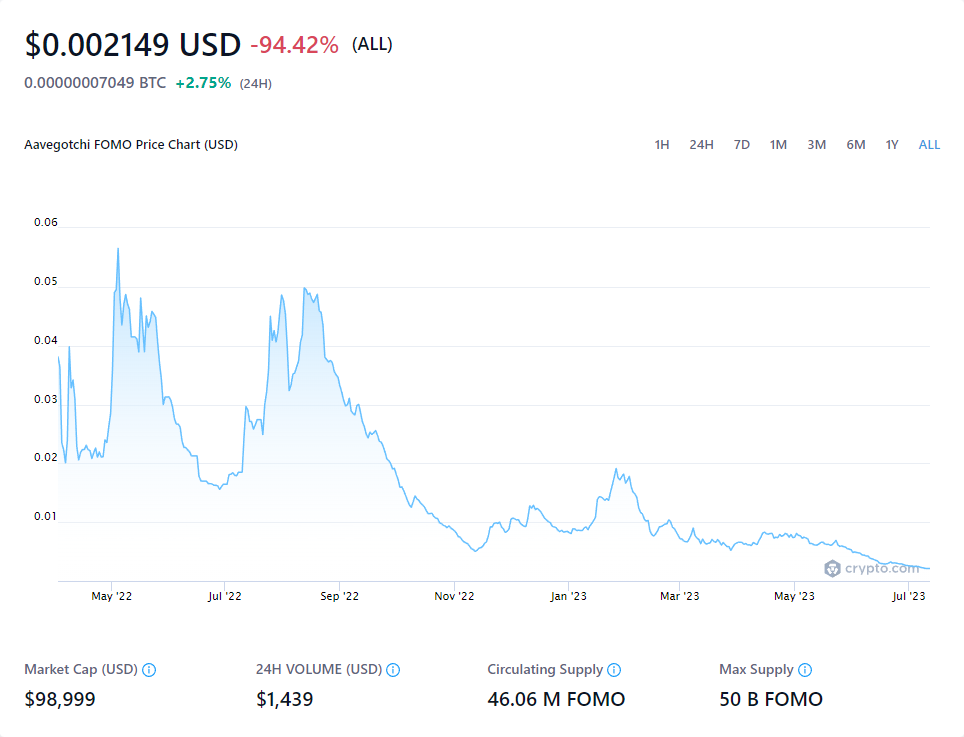 $0.002149 USD -94.42% (ALL)
0.00000007049 BTC +2.75% (24H)
Aavegotchi FOMO Price Chart (USD) 1H 24H 7D 1M 3M 6M 1Y ALL
0.06
0.05
0.04
0.03
0.02
0.01
crypto.com
May '22 Jul '22 Sep '22 Nov '22 Jan '23 Mar '23 May '23 Jul '23
Market Cap (USD) 24H VOLUME (USD) Circulating Supply Max Supply
$98,999 $1,439 46.06 M FOMO 50 B FOMO